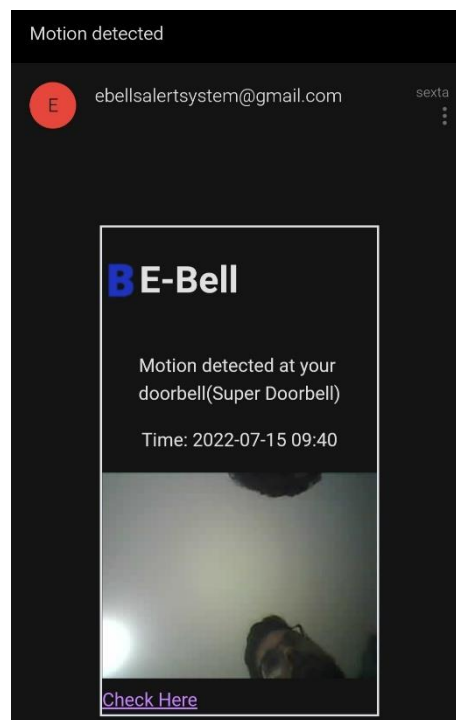 Motion detected
E
ebellsalertsystem@gmail.com
sexta
B E-Bell
Motion detected at your
doorbell(Super Doorbell)
Time: 2022-07-15 09:40
Check Here